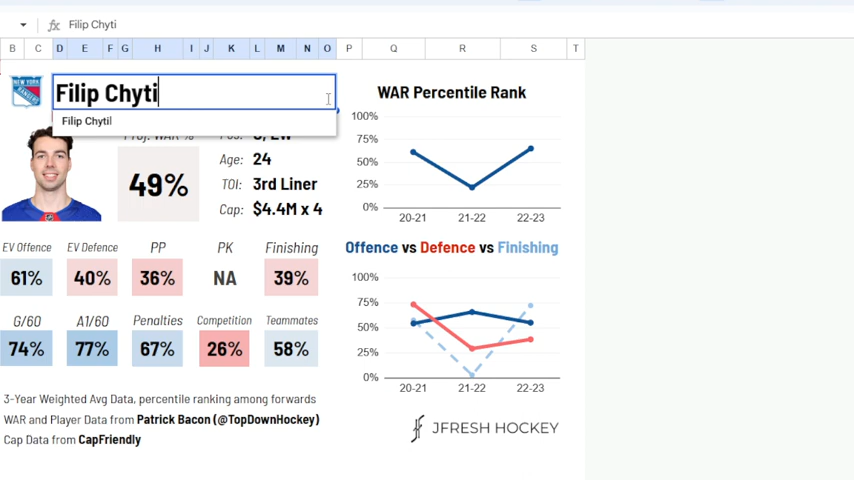 Filip Chyti
B C D E F G H I J K L M N O P Q R S T
NEW YORK
RANGERS
Filip Chyti
Filip Chytil
49%
Age: 24
TOI: 3rd Liner
Cap: $4.4M x 4
EV Offence EV Defence PP PK Finishing
61% 40% 36% NA 39%
G/60 A1/60 Penalties Competition Teammates
74% 77% 67% 26% 58%
3-Year Weighted Avg Data, percentile ranking among forwards
WAR and Player Data from Patrick Bacon (@TopDownHockey)
Cap Data from CapFriendly
WAR Percentile Rank
100%
75%
50%
25%
0%
20-21 21-22 22-23
Offence vs Defence vs Finishing
100%
75%
50%
25%
0%
20-21 21-22 22-23
JFRESH HOCKEY